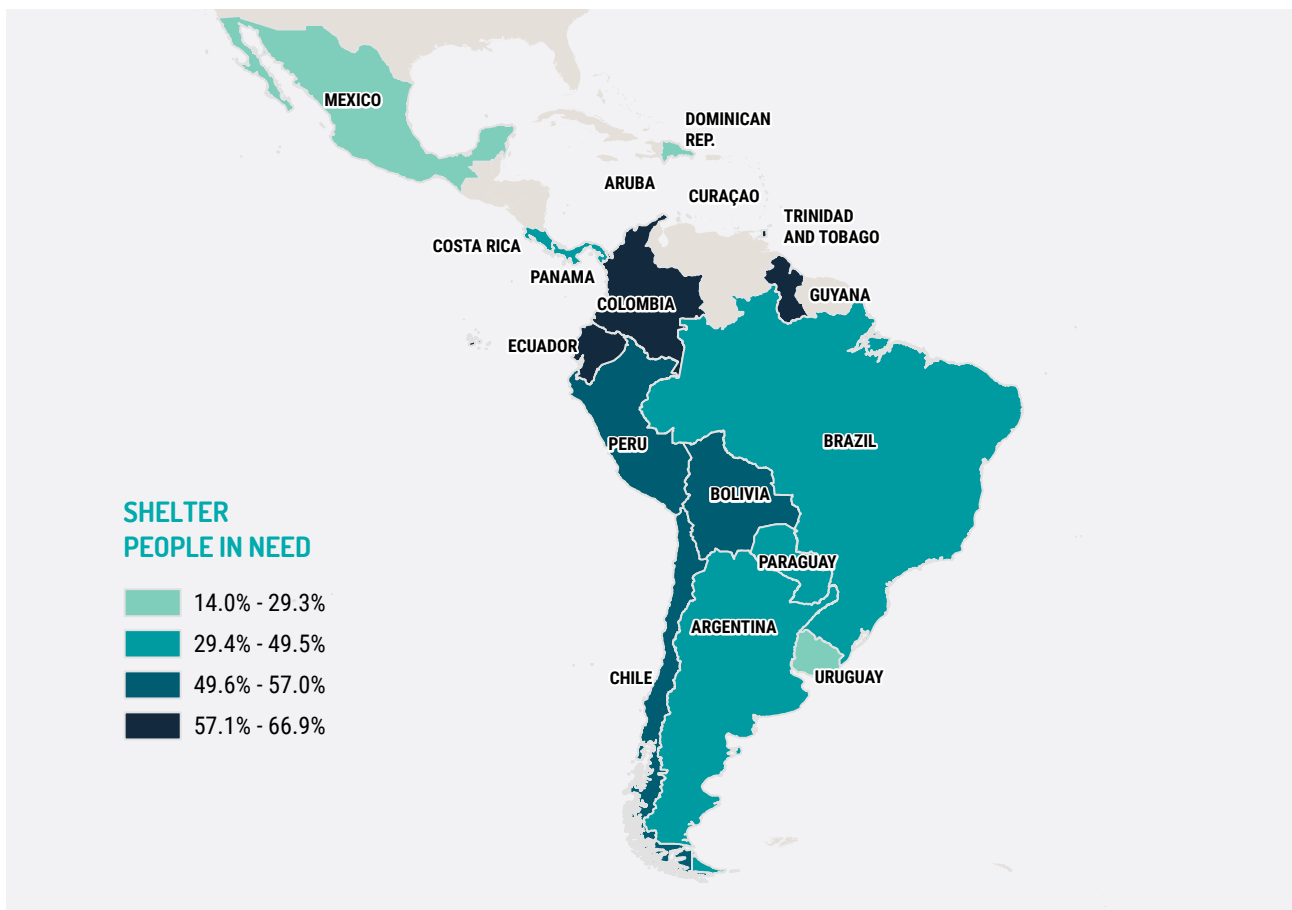 MEXICO
DOMINICAN
REP.
ARUBA
CURAÇAO
TRINIDAD
AND TOBAGO
COSTA RICA
PANAMA
COLOMBIA
GUYANA
ECUADOR
PERU
BRAZIL
BOLIVIA
PARAGUAY
ARGENTINA
CHILE
URUGUAY
SHELTER
PEOPLE IN NEED
14.0% - 29.3%
29.4% - 49.5%
49.6% - 57.0%
57.1% - 66.9%